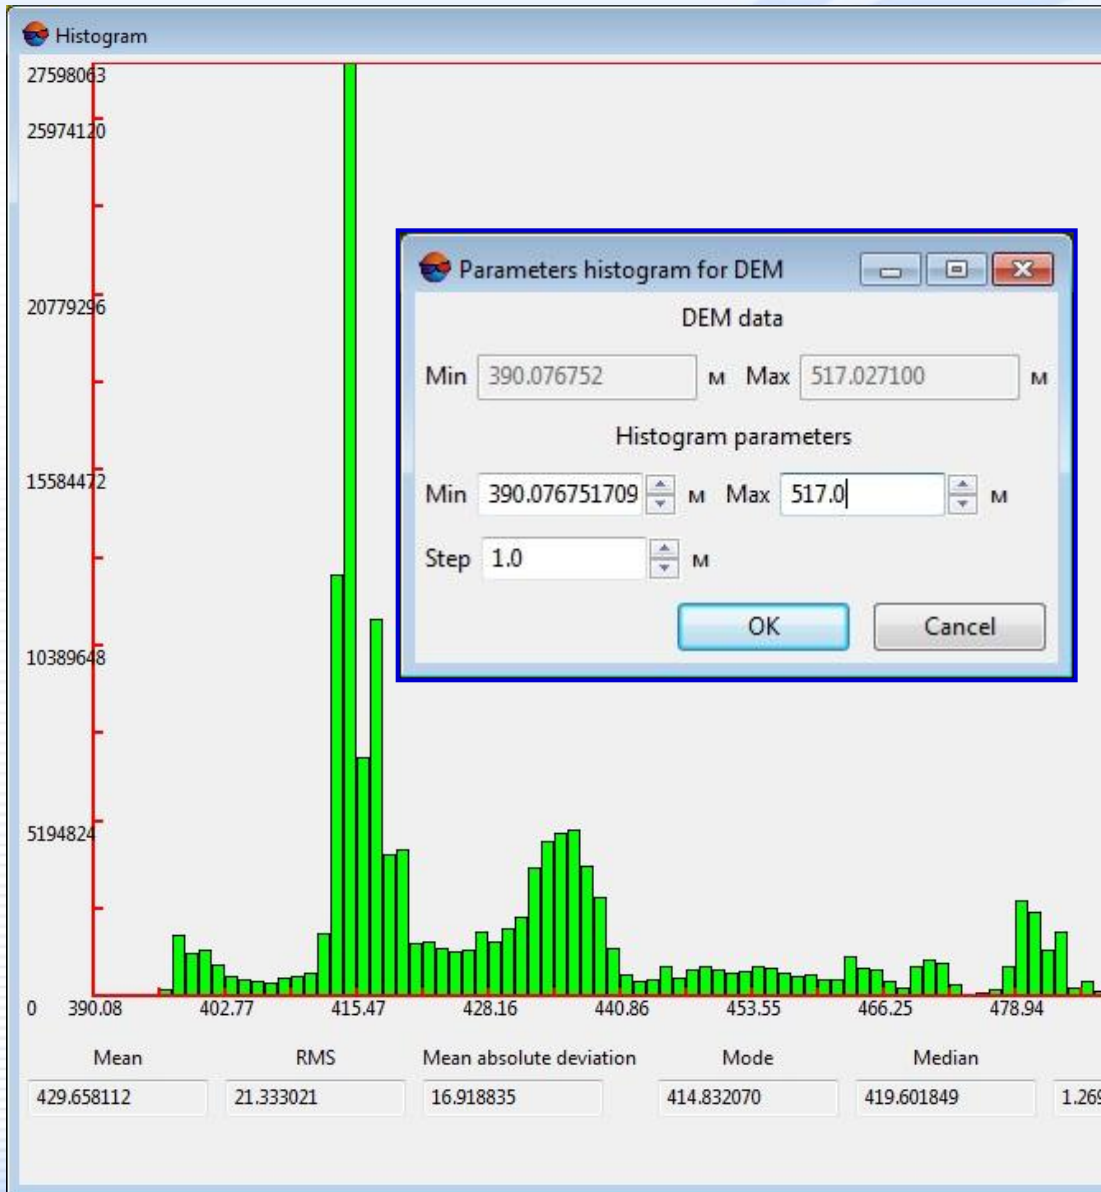 Histogram
27598063
25974120
20779296
15584472
10389648
5194824
0 390.08 402.77 415.47 428.16 440.86 453.55 466.25 478.94
Parameters histogram for DEM
DEM data
Min 390.076752 м Max 517.027100 м
Histogram parameters
Min 390.076751709 м Max 517.0 м
Step 1.0 м
OK Cancel
Mean RMS Mean absolute deviation Mode Median
429.658112 21.333021 16.918835 414.832070 419.601849 1.269